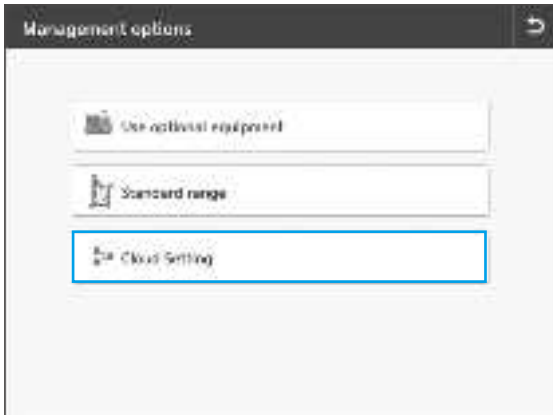 Management options
Use optional equipment
Standard range
Cloud Setting